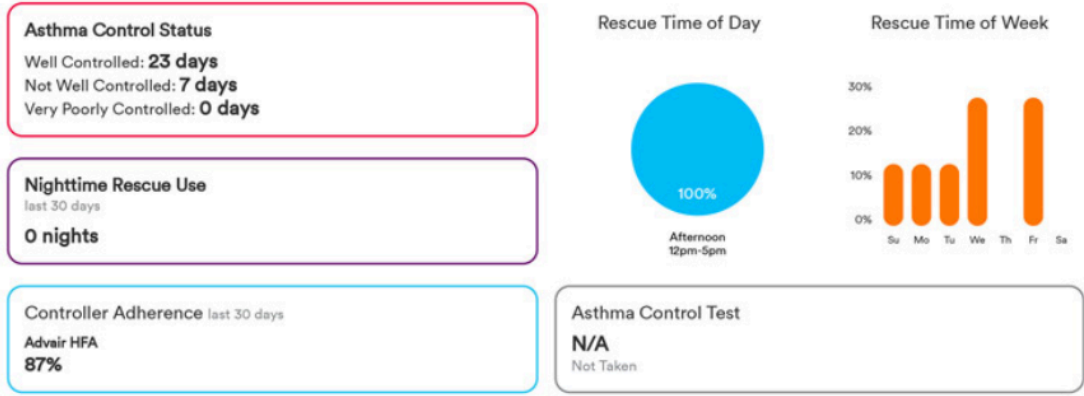 Asthma Control Status
Well Controlled: 23 days
Not Well Controlled: 7 days
Very Poorly Controlled: 0 days
Nighttime Rescue Use
last 30 days
0 nights
Controller Adherence last 30 days
Advair HFA
87%
Rescue Time of Day
100%
Afternoon
12pm-5pm
Rescue Time of Week
30%
20%
10%
0%
Su Mo Tu We Th Fr Sa
Asthma Control Test
N/A
Not Taken